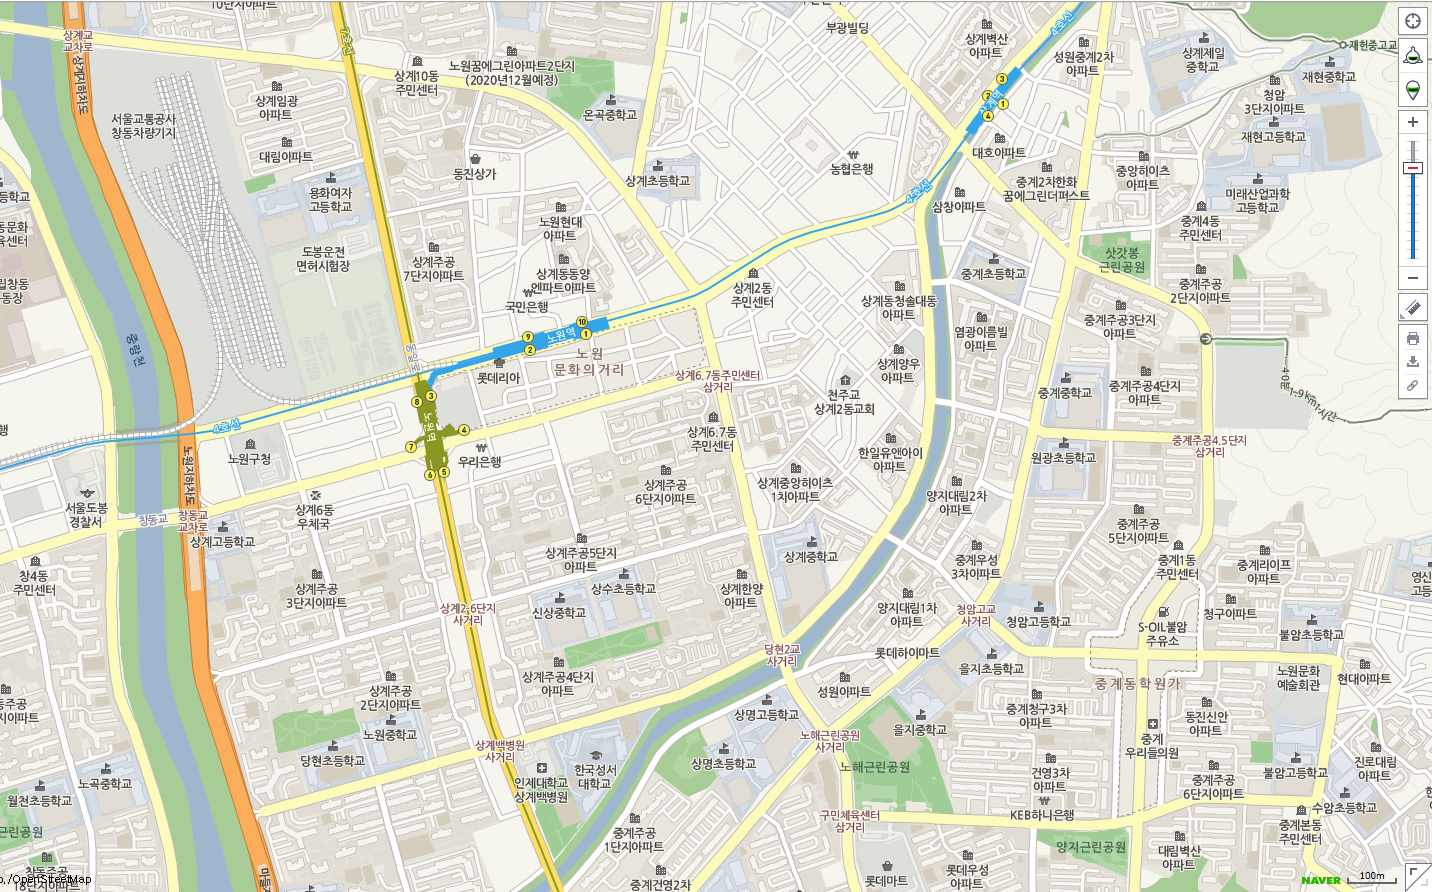 10단지아파트
상계교
교차로
상계지하차도
7호선
상계10동
주민센터
노원꿈에그린아파트2단지
(2020년12월예정)
부광빌딩
4호선
상계벽산
아파트
성원중계2차
아파트
상계제일
중학교
재헌중고교
재현중학교
청암
3단지아파트
재현고등학교
서울교통공사
창동차량기지
상계임광
아파트
대림아파트
온곡중학교
3
2
1
4
대호아파트
농협은행
동진상가
용화여자
고등학교
상계초등학교
4호선
중앙하이츠
아파트
중계2차한화
꿈에그린더퍼스트
미래산업과학
고등학교
삼창아파트
중계4동
주민센터
노원현대
아파트
도봉운전
면허시험장
상계주공
7단지아파트
상계동동양
엔파트아파트
국민은행
상계2동
주민센터
중계초등학교
삿갓봉
근린공원
중계주공
2단지아파트
상계동청솔대동
아파트
염광아름빌
아파트
중계주공3단지
아파트
중랑천
동일로
10
9
노원역
1
2
노원
문화의거리
롯데리아
상계6.7동주민센터
삼거리
상계양우
아파트
천주교
상계2동교회
중계중학교
중계주공4단지
아파트
40분
1.9km
1시간
8
3
노원역
4
7
6
5
4호선
노원구청
우리은행
상계6.7동
주민센터
한일유앤아이
아파트
원광초등학교
중계주공4,5단지
삼거리
노원지하차도
서울도봉
경찰서
창동교
창동교
교차로
상계6동
우체국
상계고등학교
상계주공
6단지아파트
상계중앙하이츠
1차아파트
양지대림2차
아파트
중계주공
5단지아파트
창4동
주민센터
상계주공
3단지아파트
상계주공5단지
아파트
상수초등학교
신상중학교
상계2,6단지
사거리
상계중학교
상계한양
아파트
중계우성
3차아파트
중계1동
주민센터
중계라이프
아파트
양지대림1차
아파트
청암고교
사거리
청암고등학교
청구아파트
S-OIL불암
주유소
불암초등학교
당현2교
사거리
롯데하이마트
을지초등학교
노원문화
예술회관
현대아파트
중계동학원가
상계주공4단지
아파트
상계주공
2단지아파트
노원중학교
당현초등학교
성원아파트
상명고등학교
중계청구3차
아파트
동진신안
아파트
을지중학교
노해근린공원
사거리
노해근린공원
중계
우리들의원
상계백병원
사거리
인제대학교
상계백병원
한국성서
대학교
상명초등학교
건영3차
아파트
불암중학교
진로대림
아파트
중계주공
6단지아파트
노곡중학교
월천초등학교
구민체육센터
삼거리
KEB하나은행
수암초등학교
중계본동
주민센터
중계주공
1단지아파트
양지근린공원
대림벽산
아파트
창동주공
18단지아파트
중계건영2차
롯데마트
롯데우성
아파트
/OpenStreetMap
NAVER
100m